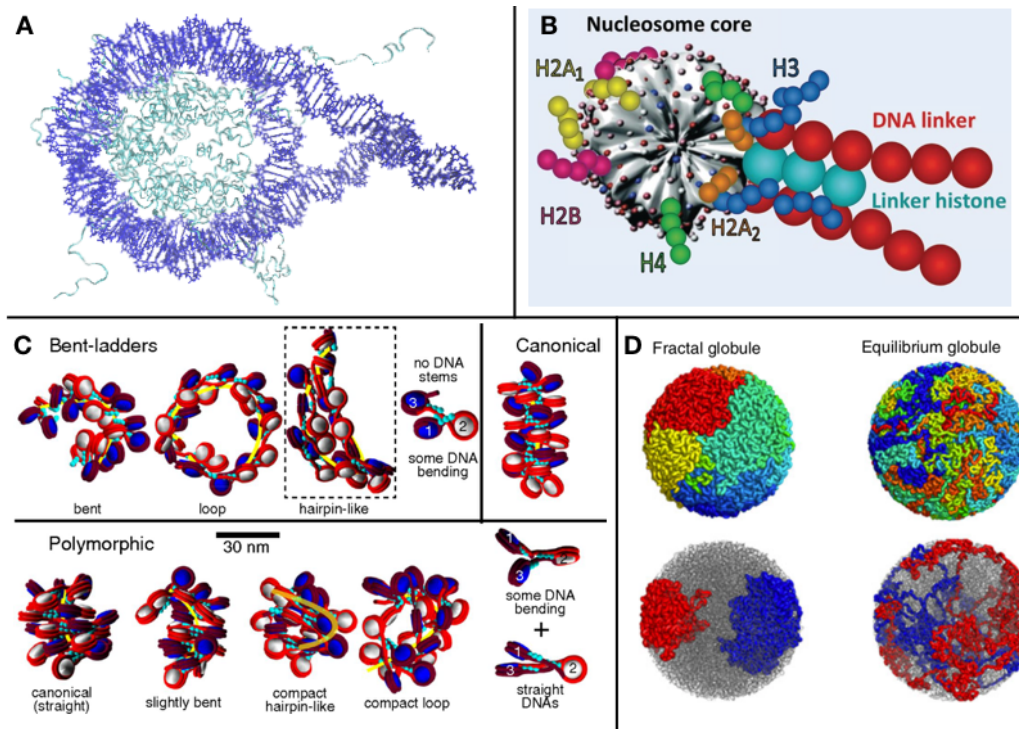 A
B
Nucleosome core
H2A1
H3
DNA linker
Linker histone
H2B
H2A2
H4
C
Bent-ladders
no DNA
stems
3
1
2
some DNA
bending
bent
loop
hairpin-like
Canonical
Polymorphic
30 nm
1
2
3
some DNA
bending
+
1
2
3
straight
DNAs
canonical
(straight)
slightly bent
compact
hairpin-like
compact loop
D
Fractal globule
Equilibrium globule